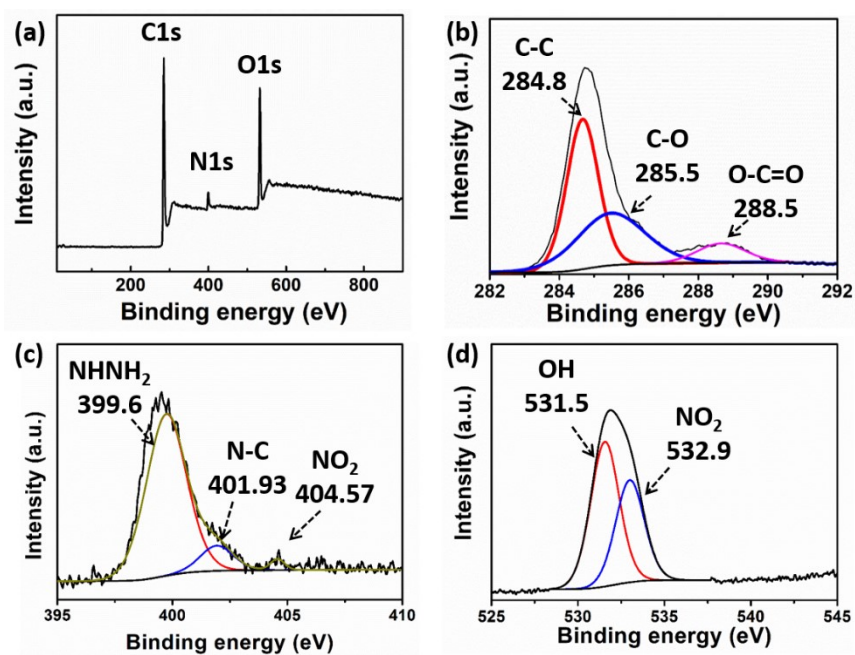 (a)
C1s
O1s
N1s
Intensity (a.u.)
200 400 600 800
Binding energy (eV)
(b)
C-C
284.8
C-O
285.5
O-C=O
288.5
Intensity (a.u.)
282 284 286 288 290 292
Binding energy (eV)
(c)
NHNH₂
399.6
N-C
401.93
NO₂
404.57
Intensity (a.u.)
395 400 405 410
Binding energy (eV)
(d)
OH
531.5
NO₂
532.9
Intensity (a.u.)
525 530 535 540 545
Binding energy (eV)